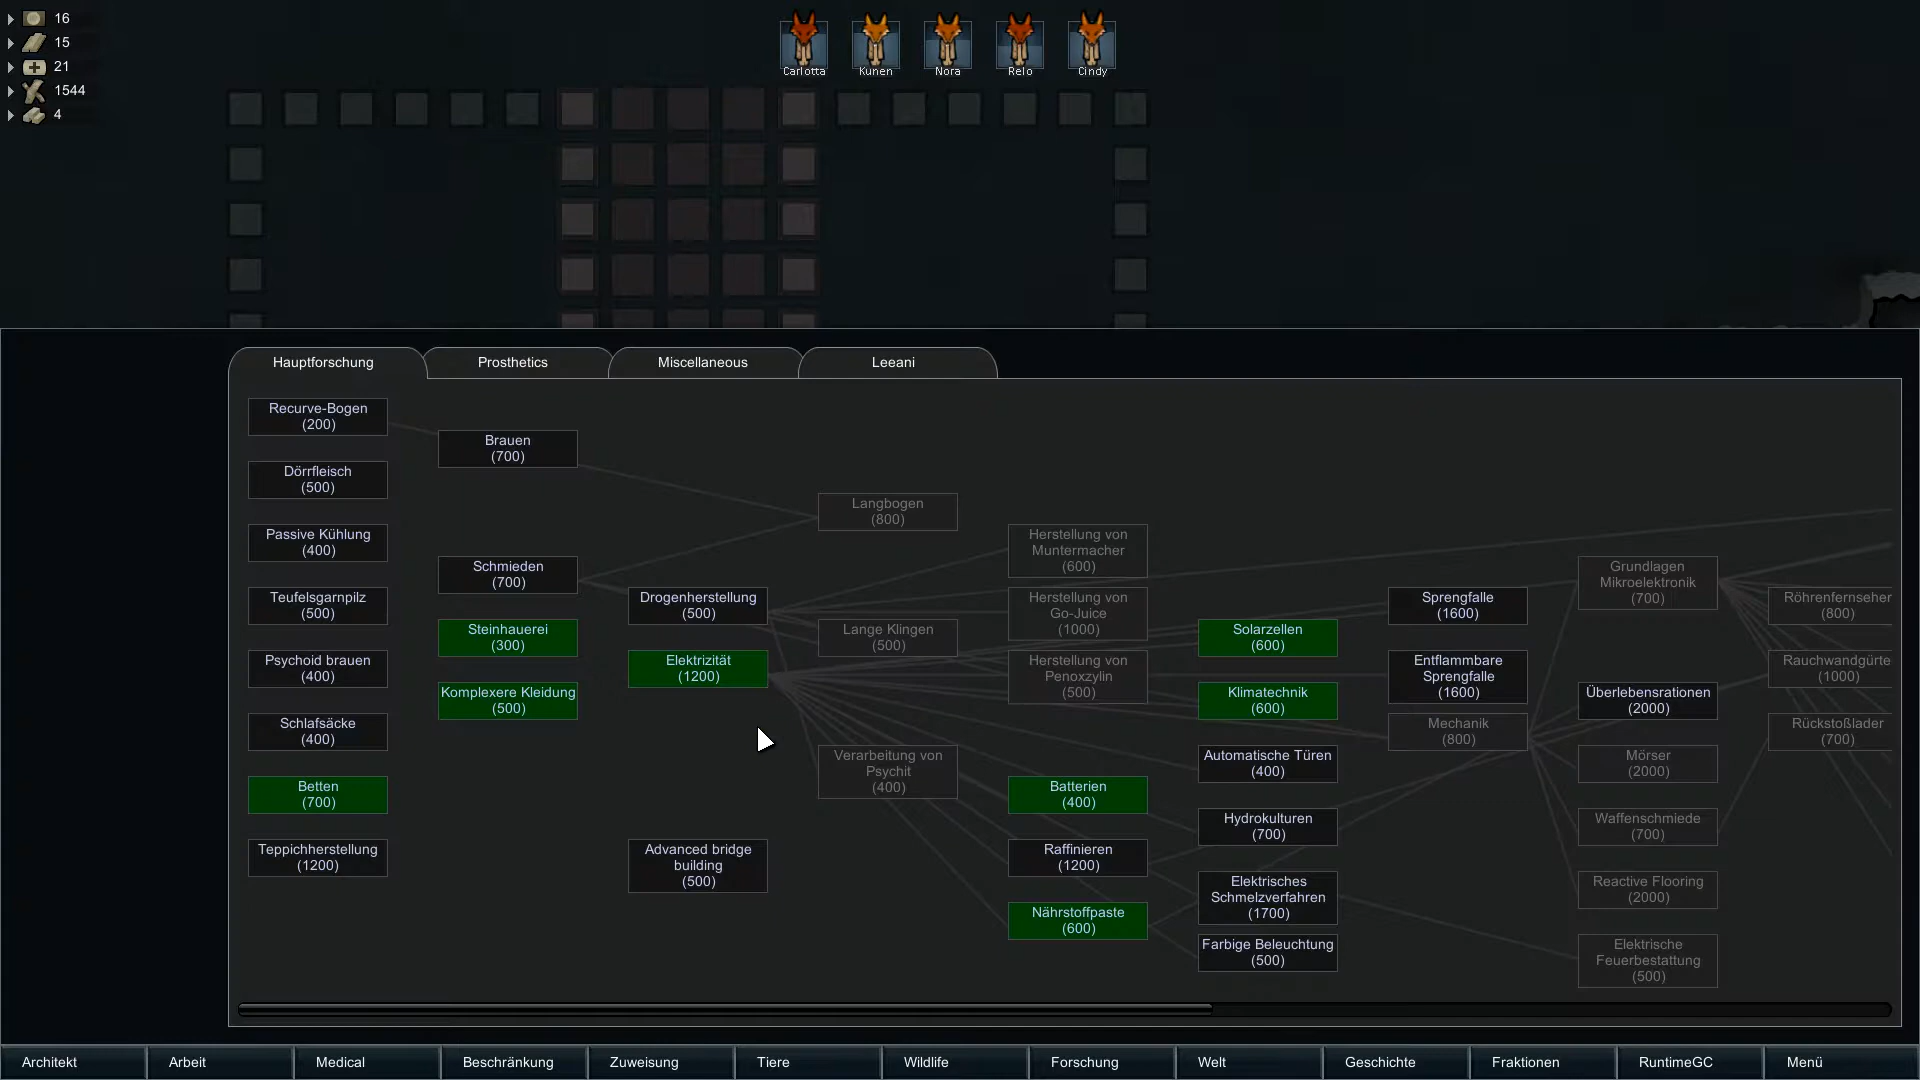 16
15
21
1544
4
Carlotta
Kunen
Nora
Relo
Cindy
Hauptforschung
Prosthetics
Miscellaneous
Leeani
Recurve-Bogen
(200)
Dörrfleisch
(500)
Passive Kühlung
(400)
Teufelsgarnpilz
(500)
Psychoid brauen
(400)
Schlafsäcke
(400)
Betten
(700)
Teppichherstellung
(1200)
Brauen
(700)
Schmieden
(700)
Steinhauerei
(300)
Komplexere Kleidung
(500)
Drogenherstellung
(500)
Elektrizität
(1200)
Advanced bridge
building
(500)
Langbogen
(800)
Lange Klingen
(500)
Verarbeitung von
Psychit
(400)
Herstellung von
Muntermacher
(600)
Herstellung von
Go-Juice
(1000)
Herstellung von
Penoxzylin
(500)
Batterien
(400)
Raffinieren
(1200)
Nährstoffpaste
(600)
Solarzellen
(600)
Klimatechnik
(600)
Automatische Türen
(400)
Hydrokulturen
(700)
Elektrisches
Schmelzverfahren
(1700)
Farbige Beleuchtung
(500)
Sprengfalle
(1600)
Entflammbare
Sprengfalle
(1600)
Mechanik
(800)
Grundlagen
Mikroelektronik
(700)
Überlebensrationen
(2000)
Mörser
(2000)
Waffenschmiede
(700)
Reactive Flooring
(2000)
Elektrische
Feuerbestattung
(500)
Röhrenfernseher
(800)
Rauchwandgürte
(1000)
Rückstoßlader
(700)
Architekt
Arbeit
Medical
Beschränkung
Zuweisung
Tiere
Wildlife
Forschung
Welt
Geschichte
Fraktionen
RuntimeGC
Menü